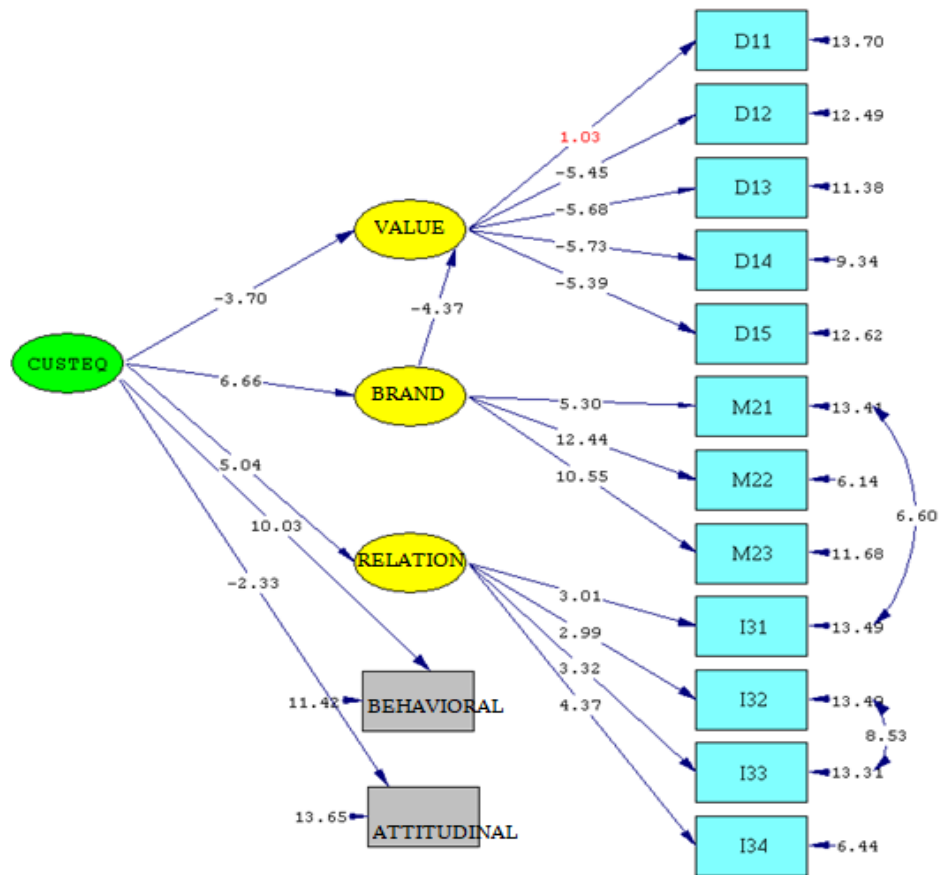 D11
13.70
D12
12.49
1.03
-5.45
D13
11.38
-5.68
VALUE
-5.73
D14
9.34
-5.39
-3.70
-4.37
D15
12.62
CUSTEQ
6.66
BRAND
5.30
M21
13.41
12.44
5.04
10.55
M22
6.14
10.03
6.60
M23
11.68
RELATION
-2.33
3.01
I31
13.49
2.99
3.32
4.37
I32
11.42
BEHAVIORAL
8.53
I33
13.31
13.65
ATTITUDINAL
I34
6.44